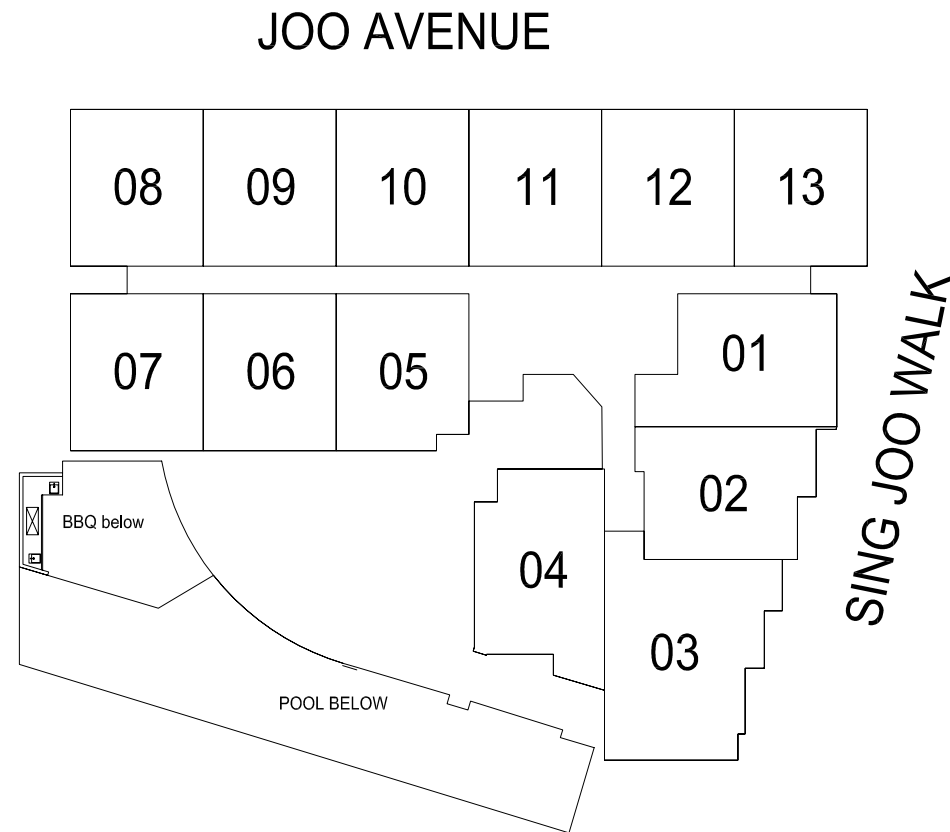 JOO AVENUE
08 09 10 11 12 13
07 06 05 01
02
BBQ below
04
03
POOL BELOW
SING JOO WALK